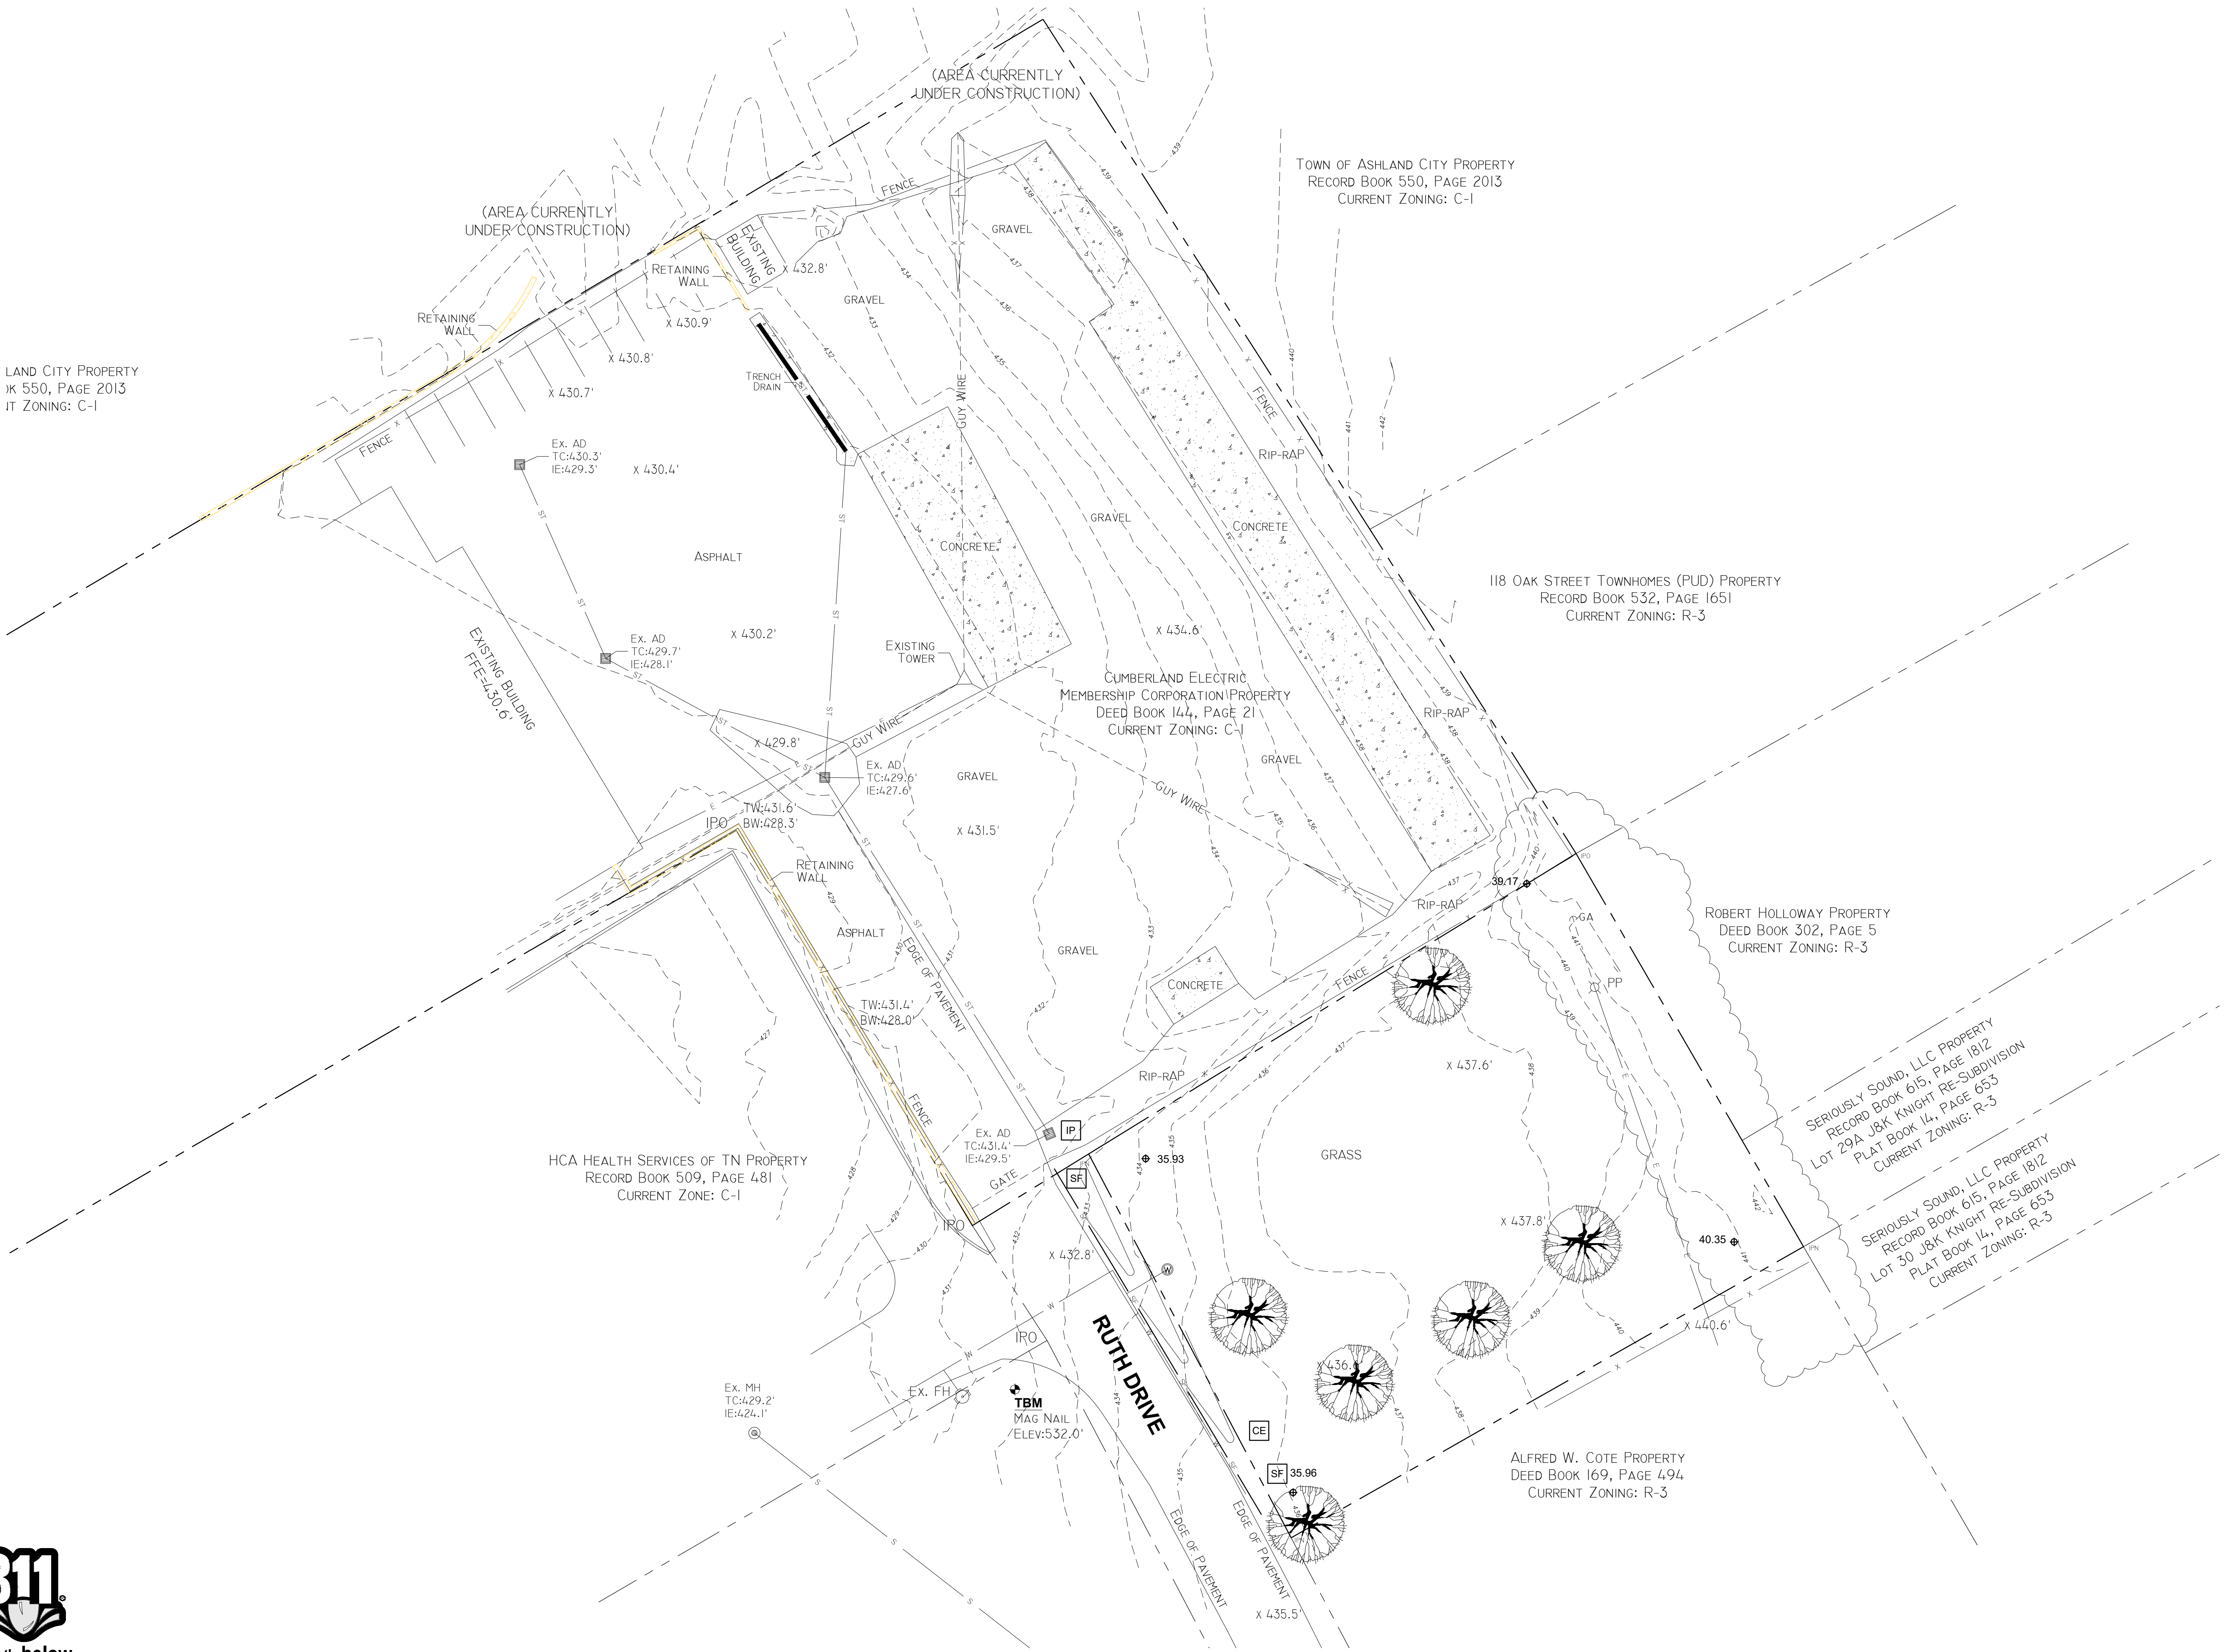 (Area Currently
Under Construction)
Town of Ashland City Property
Record Book 550, Page 2013
Current Zoning: C-1
(Area Currently
Under Construction)
Fence
Gravel
Existing
Building
X 432.8'
Retaining
Wall
Gravel
Retaining
Wall
X 430.9'
X 430.8'
X 430.7'
land City Property
ok 550, Page 2013
nt Zoning: C-1
Trench
Drain
Guy Wire
Fence
Fence
Rip-Rap
Ex. AD
TC:430.3'
IE:429.3'
X 430.4'
Gravel
Concrete
Concrete
Asphalt
118 Oak Street Townhomes (PUD) Property
Record Book 532, Page 1651
Current Zoning: R-3
X 430.2'
X 434.6'
Ex. AD
TC:429.7'
IE:428.1'
Existing
Tower
Existing Building
FFE=430.6'
Cumberland Electric
Membership Corporation Property
Deed Book 144, Page 21
Current Zoning: C-1
Rip-Rap
X 429.8'
Guy Wire
Ex. AD
TC:429.6'
IE:427.6'
Gravel
Gravel
Guy Wire
TW:431.6'
BW:428.3'
IPO
X 431.5'
Retaining
Wall
IPO
39.17
Rip-Rap
Asphalt
Edge of Pavement
Gravel
Concrete
Fence
GA
PP
Robert Holloway Property
Deed Book 302, Page 5
Current Zoning: R-3
TW:431.4'
BW:428.0'
X 437.6'
Rip-Rap
Fence
Ex. AD
TC:431.4'
IE:429.5'
IP
SF
35.93
Grass
Seriously Sound, LLC Property
Record Book 615, Page 1812
Lot 29A J&K Knight Re-Subdivision
Plat Book 14, Page 653
Current Zoning: R-3
HCA Health Services of TN Property
Record Book 509, Page 481
Current Zone: C-1
Gate
IPO
X 432.8'
W
X 437.8'
40.35
IPN
Seriously Sound, LLC Property
Record Book 615, Page 1812
Lot 30 J&K Knight Re-Subdivision
Plat Book 14, Page 653
Current Zoning: R-3
X 440.6'
IPO
Ruth Drive
Ex. MH
TC:429.2'
IE:424.1'
Ex. FH
TBM
Mag Nail
Elev:532.0'
CE
SF
35.96
Alfred W. Cote Property
Deed Book 169, Page 494
Current Zoning: R-3
Edge of Pavement
Edge of Pavement
X 435.5'
811
below